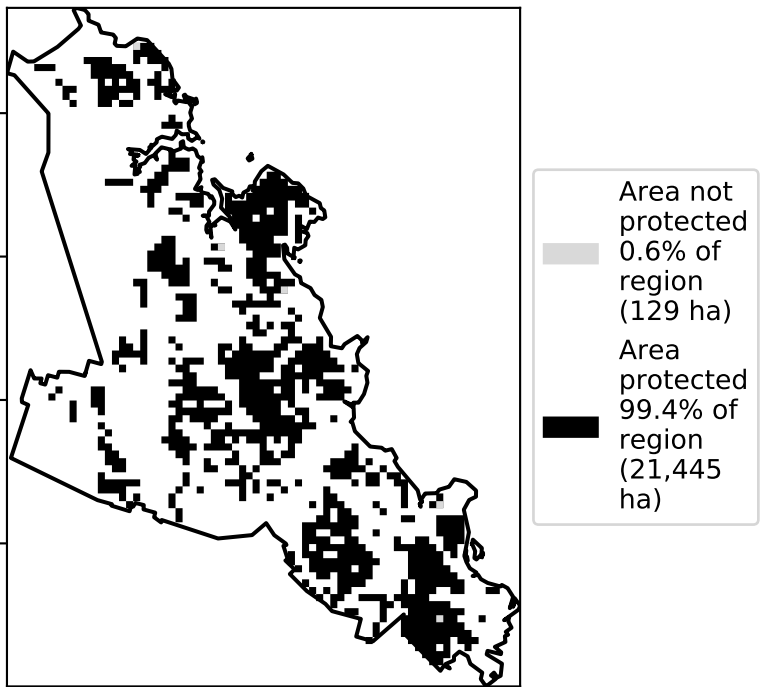 Area not
protected
0.6% of
region
(129 ha)
Area
protected
99.4% of
region
(21,445
ha)